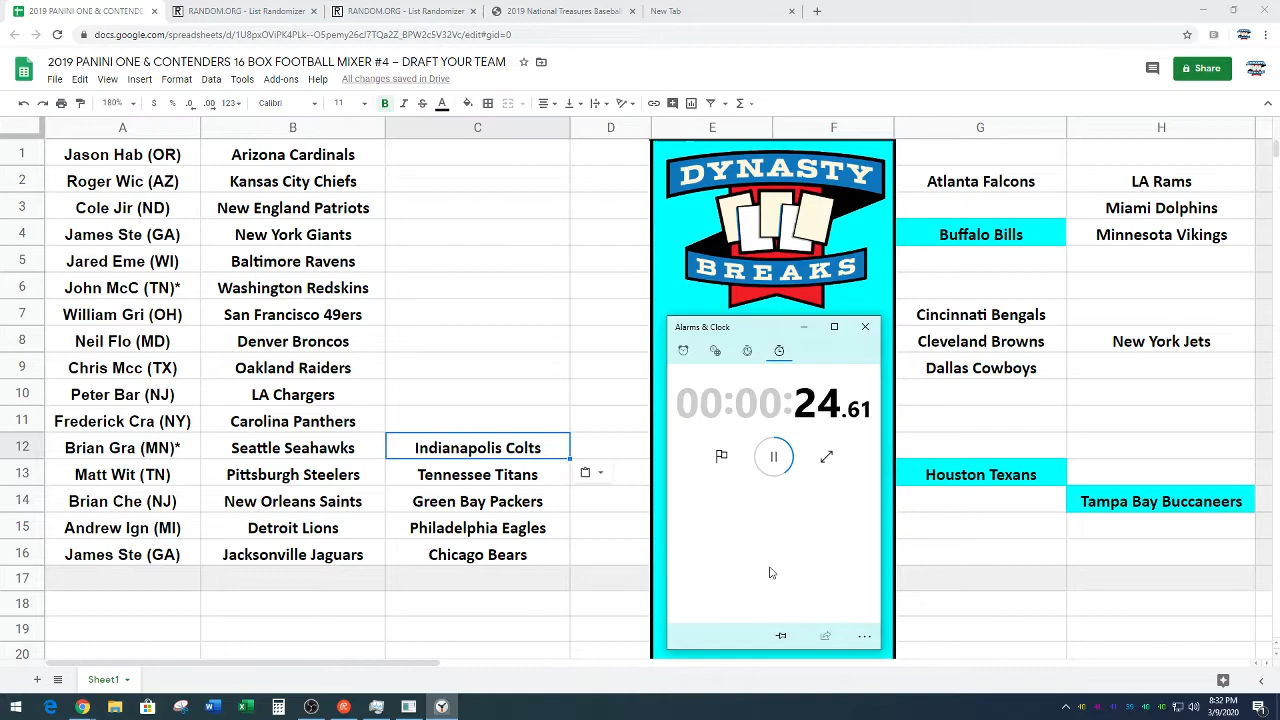 2019 PANINI ONE & CONTENDERS
RANDOM.ORG - List Randomizer
RANDOM.ORG - List Randomizer
2019 National Treasures Baseball
New Tab
2019 PANINI ONE & CONTENDERS 16 BOX FOOTBALL MIXER #4 – DRAFT YOUR TEAM
File Edit View Insert Format Data Tools Add-ons Help All changes saved in Drive
Share
180% $ % .0 .00 123 Calibri 11 B I S A
A B C D E F G H
1 Jason Hab (OR) Arizona Cardinals
2 Roger Wic (AZ) Kansas City Chiefs Atlanta Falcons LA Rams
3 Cole Jir (ND) New England Patriots Miami Dolphins
4 James Ste (GA) New York Giants Buffalo Bills Minnesota Vikings
5 Jared Eme (WI) Baltimore Ravens
6 John McC (TN)* Washington Redskins
7 William Gri (OH) San Francisco 49ers Cincinnati Bengals
8 Neil Flo (MD) Denver Broncos Cleveland Browns New York Jets
9 Chris Mcc (TX) Oakland Raiders Dallas Cowboys
10 Peter Bar (NJ) LA Chargers
11 Frederick Cra (NY) Carolina Panthers
12 Brian Gra (MN)* Seattle Seahawks Indianapolis Colts
13 Matt Wit (TN) Pittsburgh Steelers Tennessee Titans Houston Texans
14 Brian Che (NJ) New Orleans Saints Green Bay Packers Tampa Bay Buccaneers
15 Andrew Ign (MI) Detroit Lions Philadelphia Eagles
16 James Ste (GA) Jacksonville Jaguars Chicago Bears
17
18
19
20
DYNASTY
BREAKS
Alarms & Clock
00:00:24.61
Sheet1
8:32 PM
3/9/2020